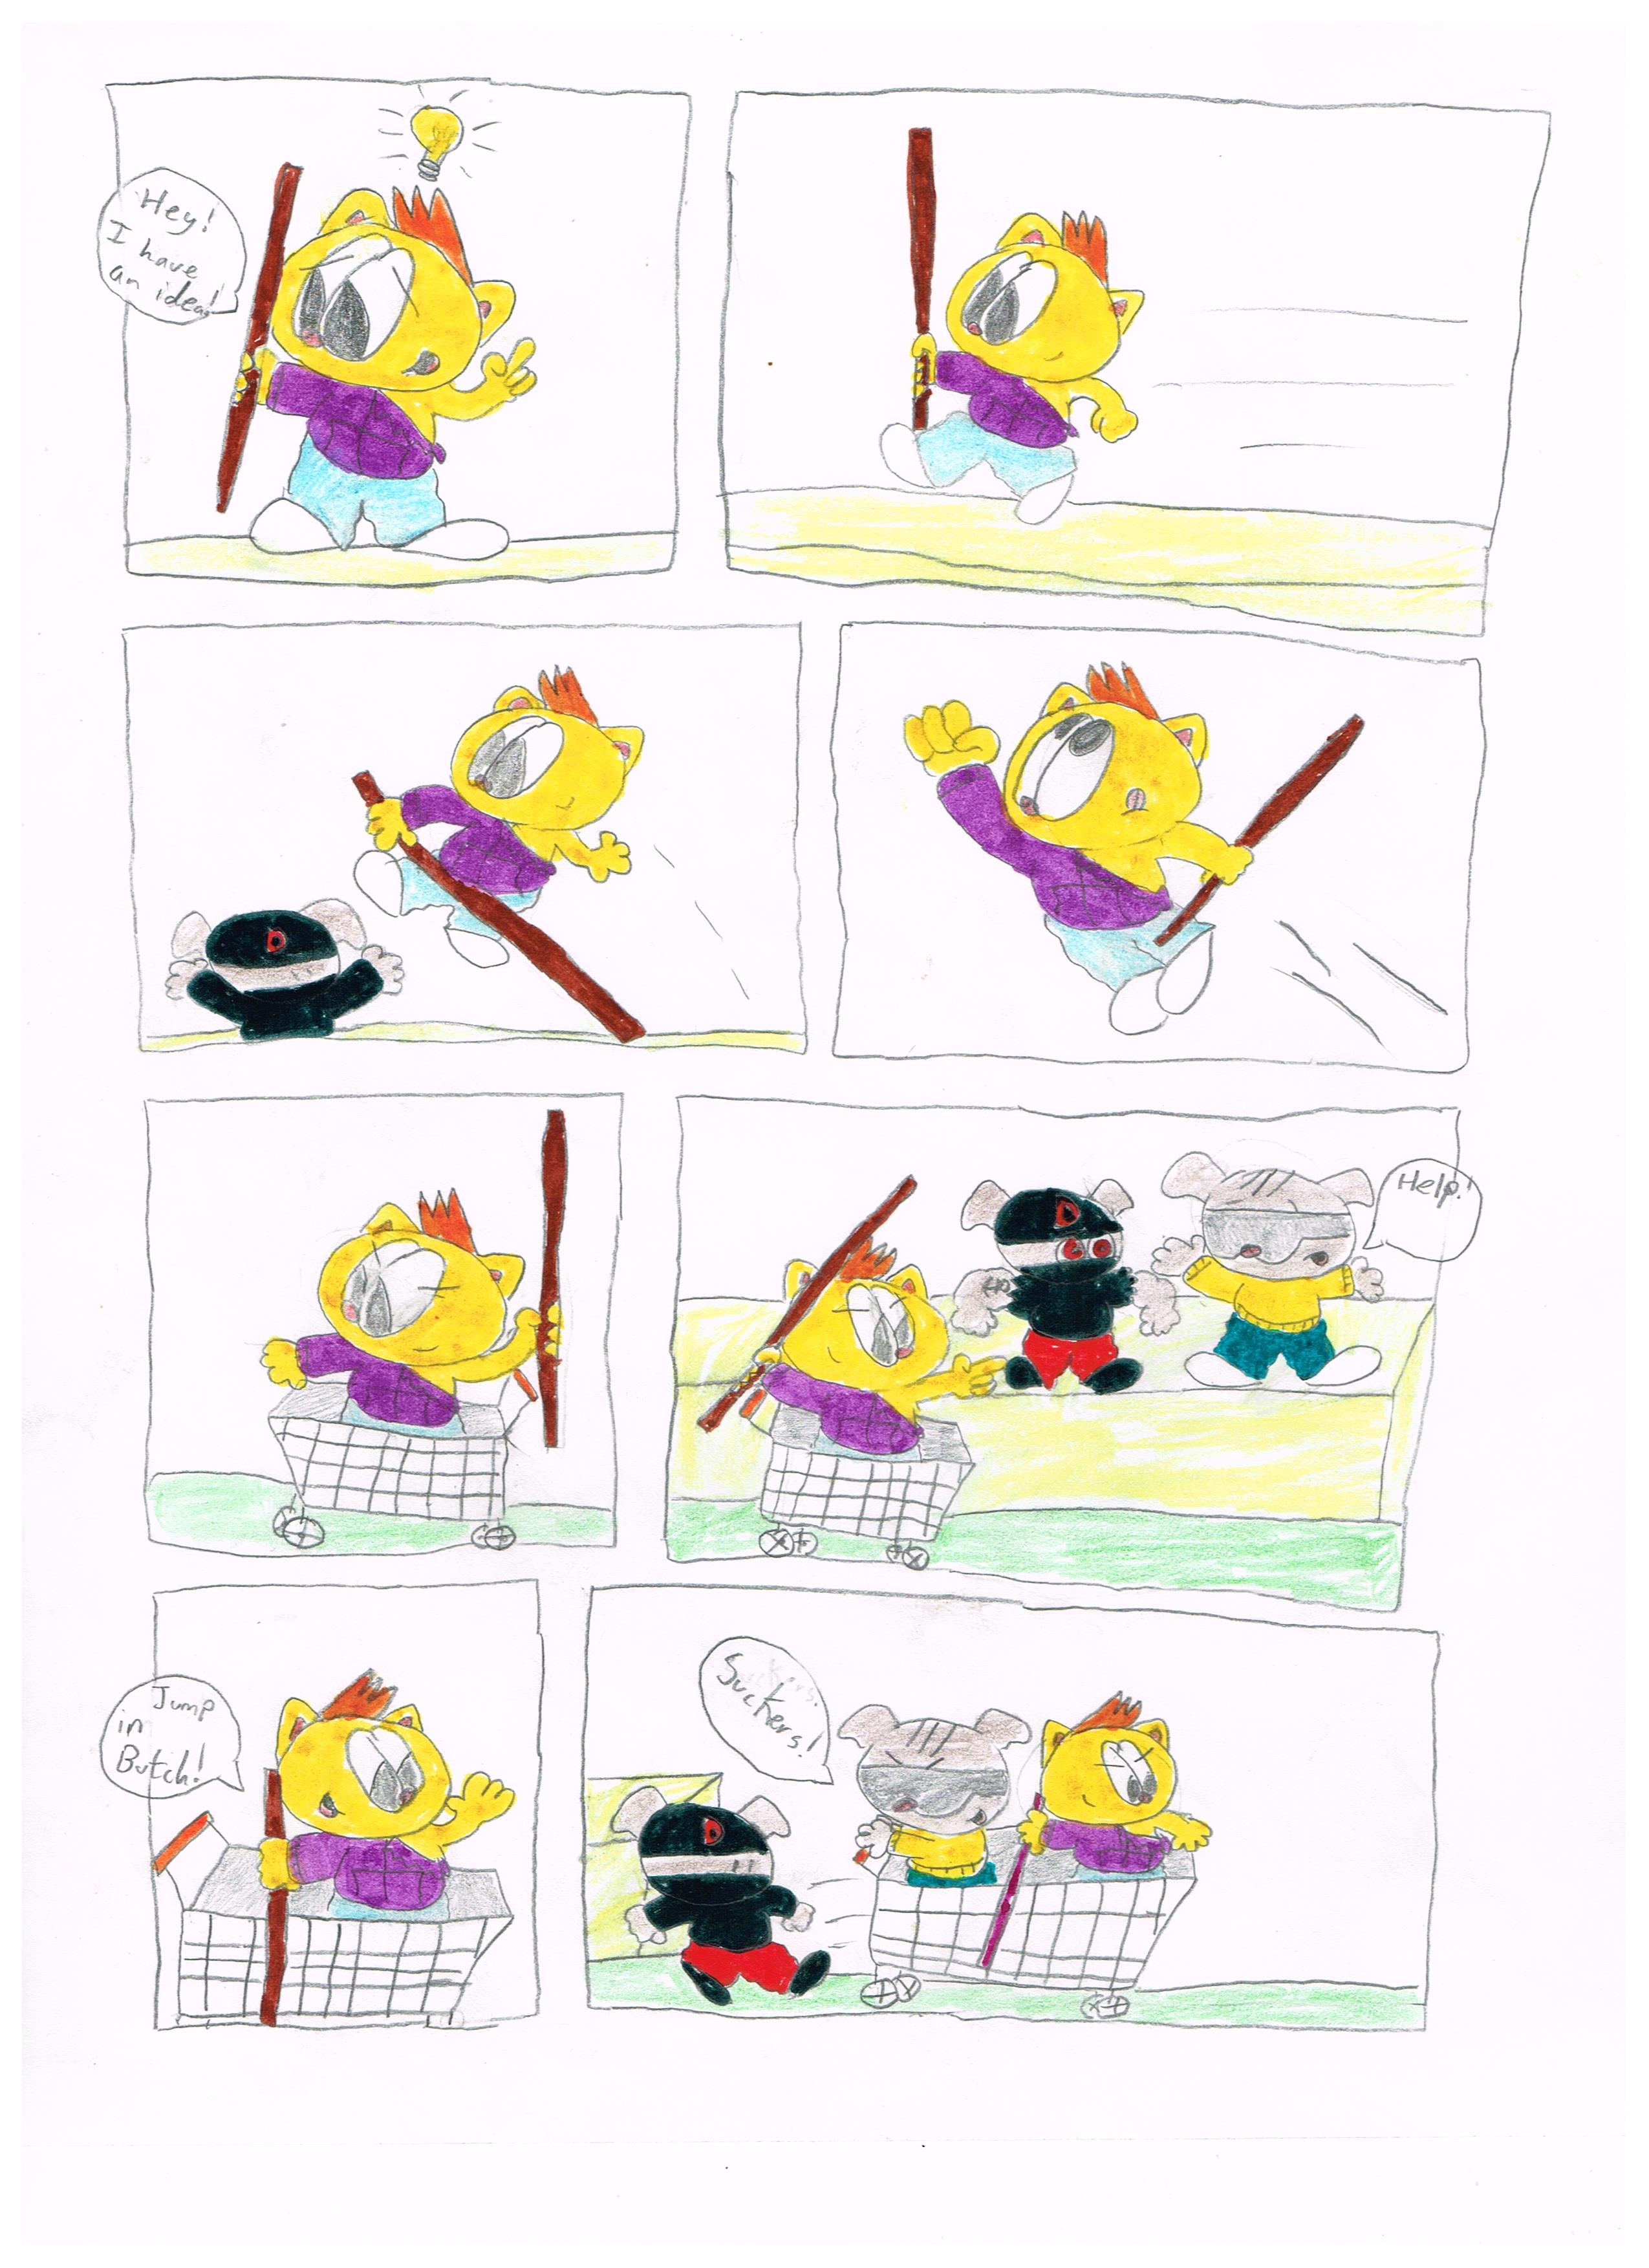 Hey!
I have
an idea!
Help!
Jump
in
Butch!
Suckers!